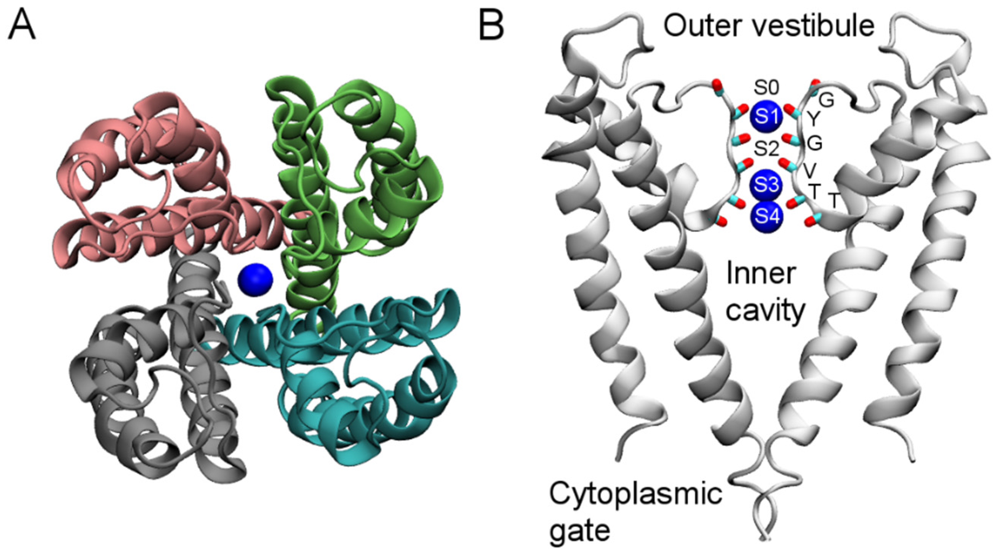 A
B
Outer vestibule
S0
G
S1
Y
G
S2
V
S3
T
T
S4
Inner
cavity
Cytoplasmic
gate